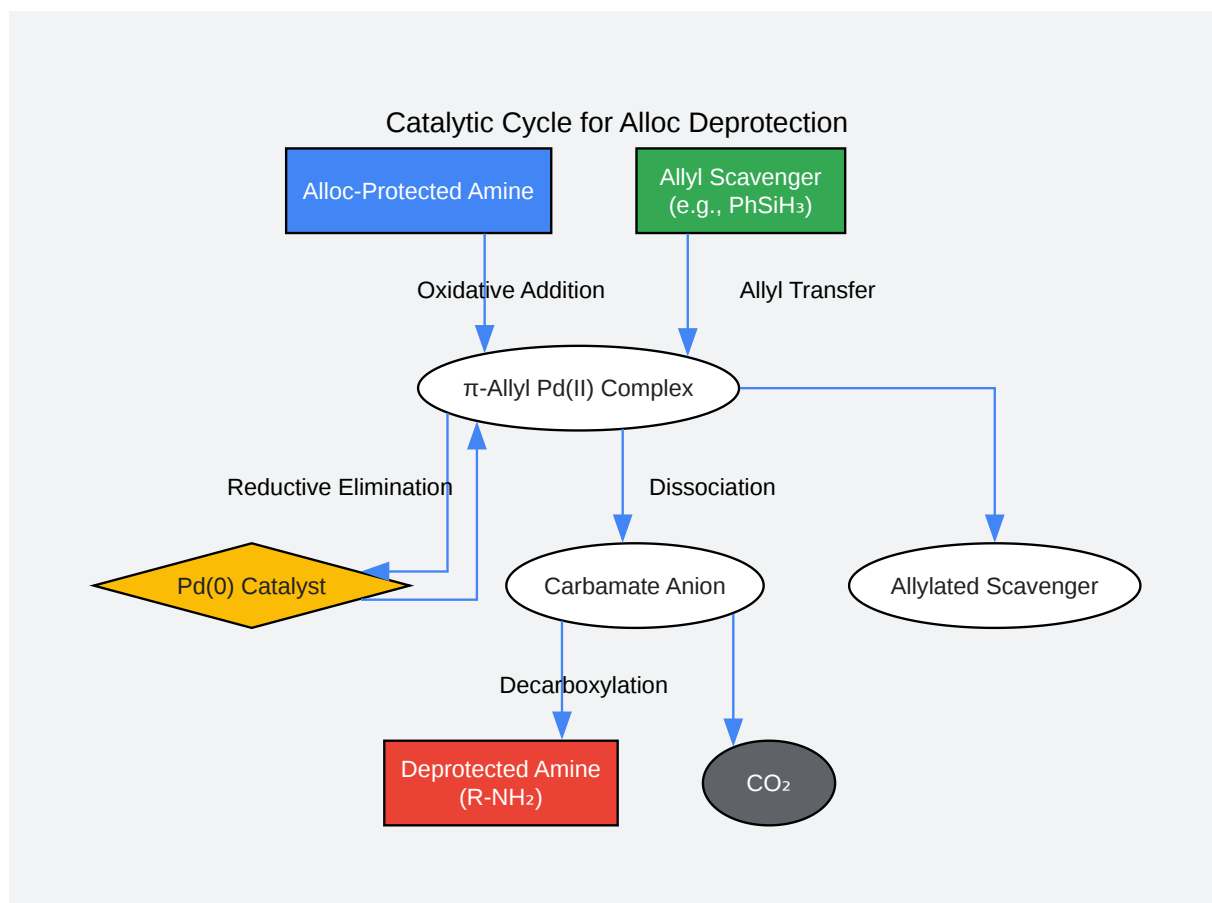 Catalytic Cycle for Alloc Deprotection
Alloc-Protected Amine
Allyl Scavenger
(e.g., PhSiH₃)
Oxidative Addition
Allyl Transfer
π-Allyl Pd(II) Complex
Reductive Elimination
Dissociation
Pd(0) Catalyst
Carbamate Anion
Allylated Scavenger
Decarboxylation
Deprotected Amine
(R-NH₂)
CO₂